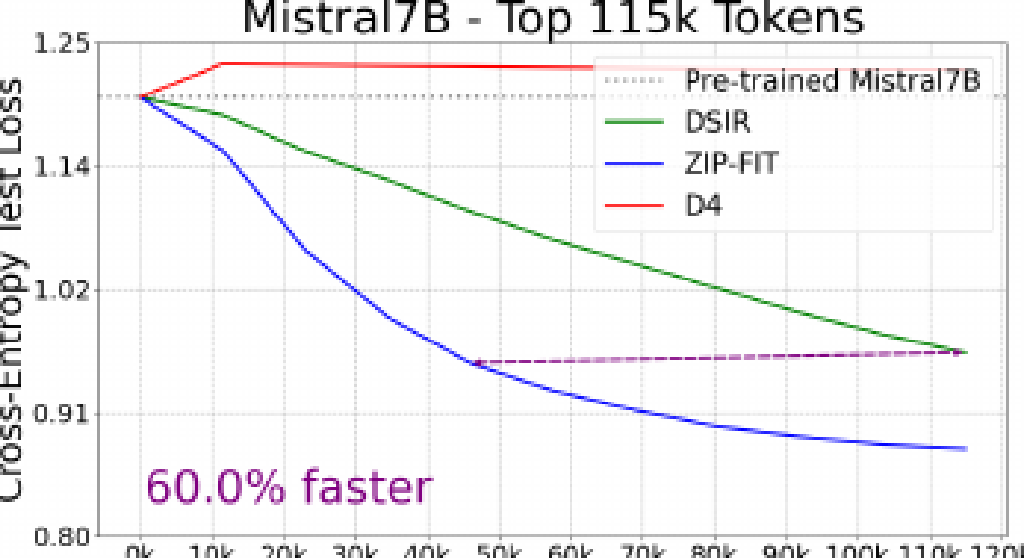 Mistral7B - Top 115k Tokens
Cross-Entropy Test Loss
1.25
1.14
1.02
0.91
0.80
Pre-trained Mistral7B
DSIR
ZIP-FIT
D4
60.0% faster
0k 10k 20k 30k 40k 50k 60k 70k 80k 90k 100k 110k 120k